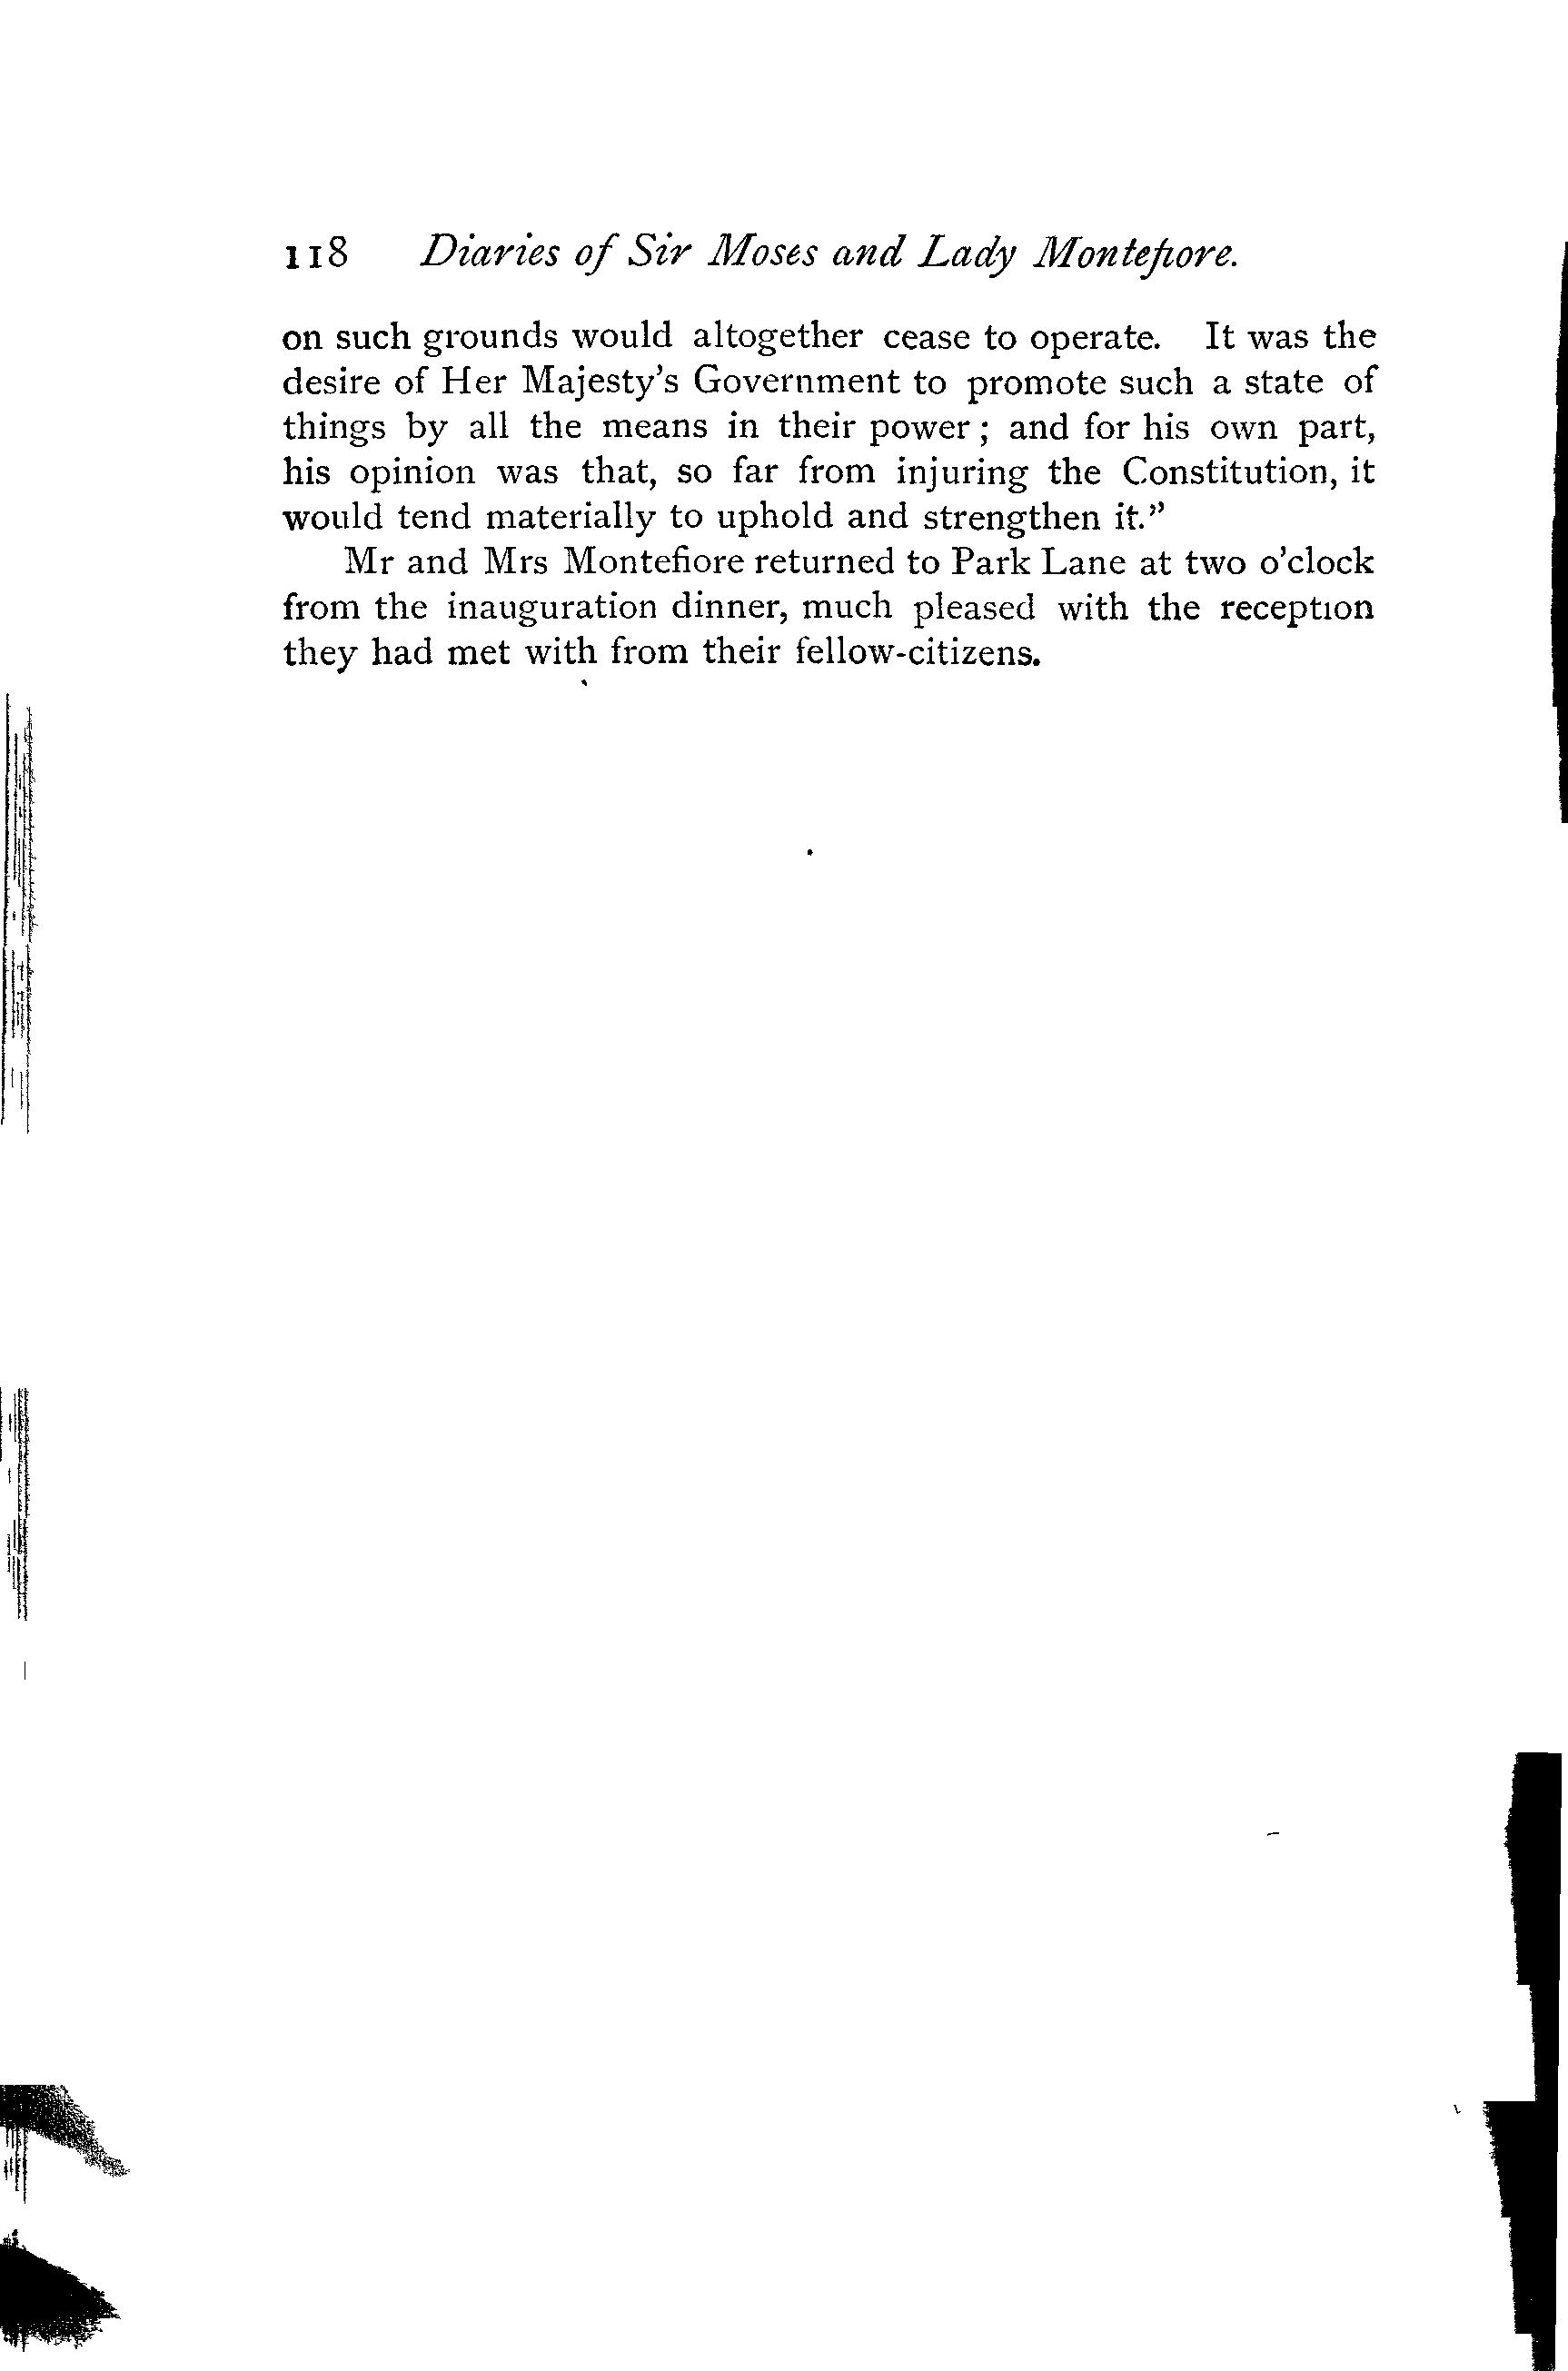 118 Diaries of Sir Moses and Lady Montefiore.
on such grounds would altogether cease to operate. It was the
desire of Her Majesty's Government to promote such a state of
things by all the means in their power ; and for his own part,
his opinion was that, so far from injuring the Constitution, it
would tend materially to uphold and strengthen it."
Mr and Mrs Montefiore returned to Park Lane at two o'clock
from the inauguration dinner, much pleased with the reception
they had met with from their fellow-citizens.